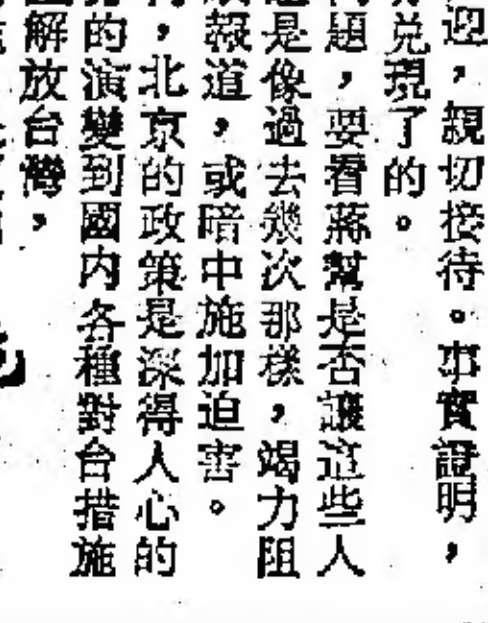 迎，親切接待。事實證明，
兌現了的。
題，要看蔣幫是否讓這些人
是像過去幾次那樣，竭力阻
報道，或暗中施加迫害。
，北京的政策是深得人心的
的演變到國内各種對台措施
解放台灣，